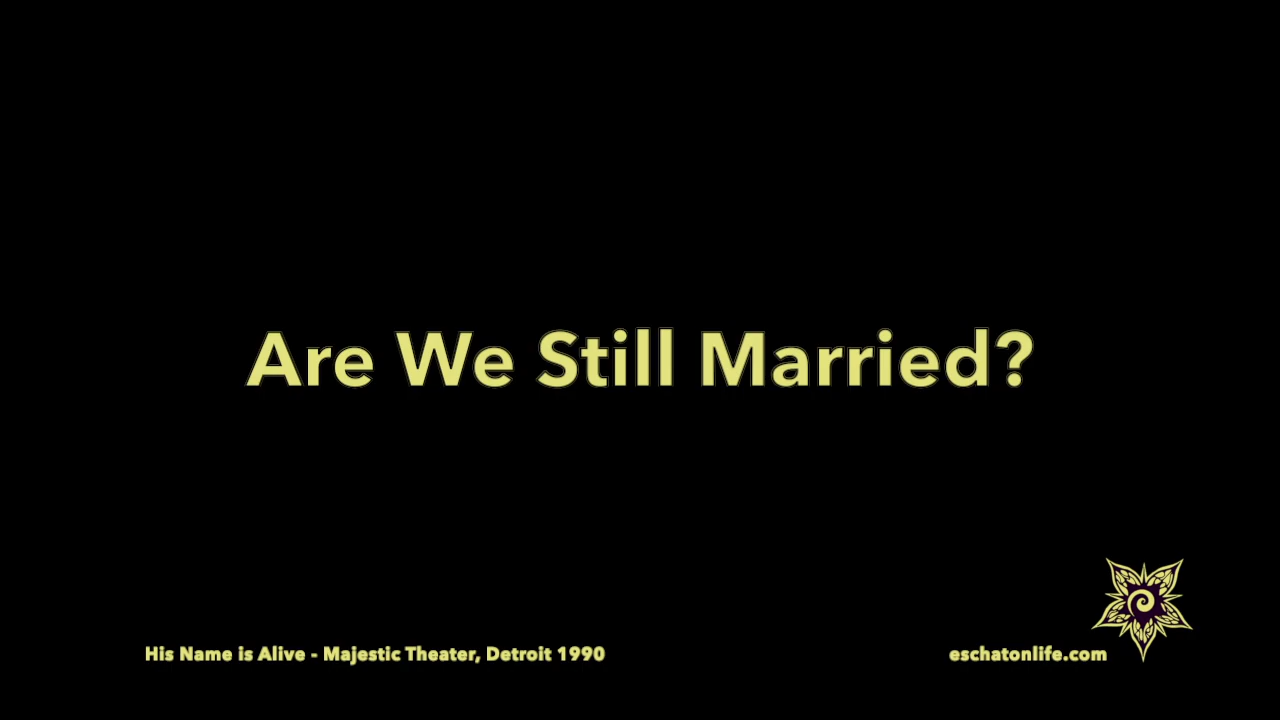 Are We Still Married?
His Name is Alive - Majestic Theater, Detroit 1990
eschatonlife.com